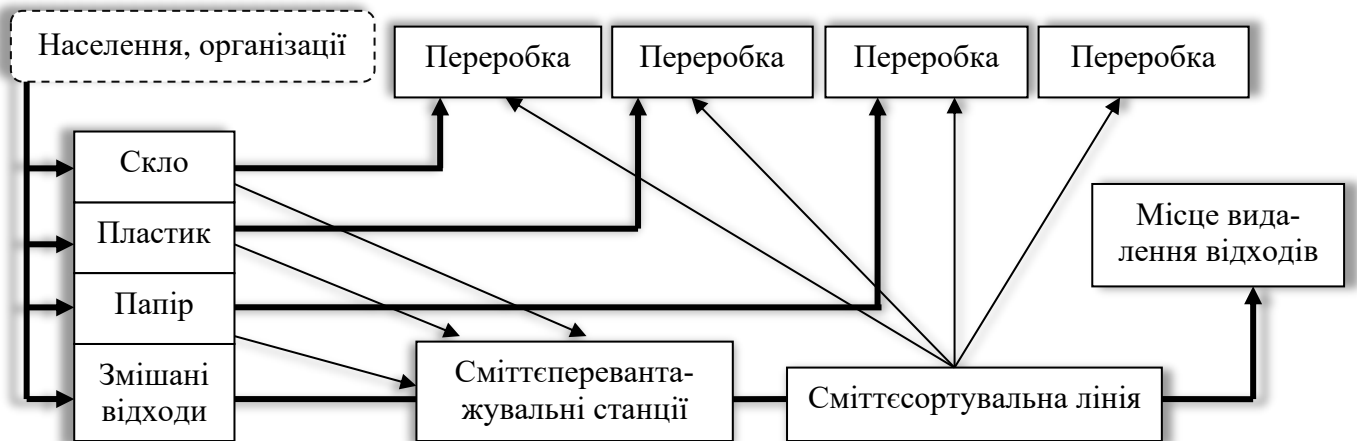 Населення, організації
Переробка
Переробка
Переробка
Переробка
Скло
Пластик
Папір
Змішані
відходи
Сміттєперевантa-
жувальні станції
Сміттєсортувальна лінія
Місце вида-
лення відходів